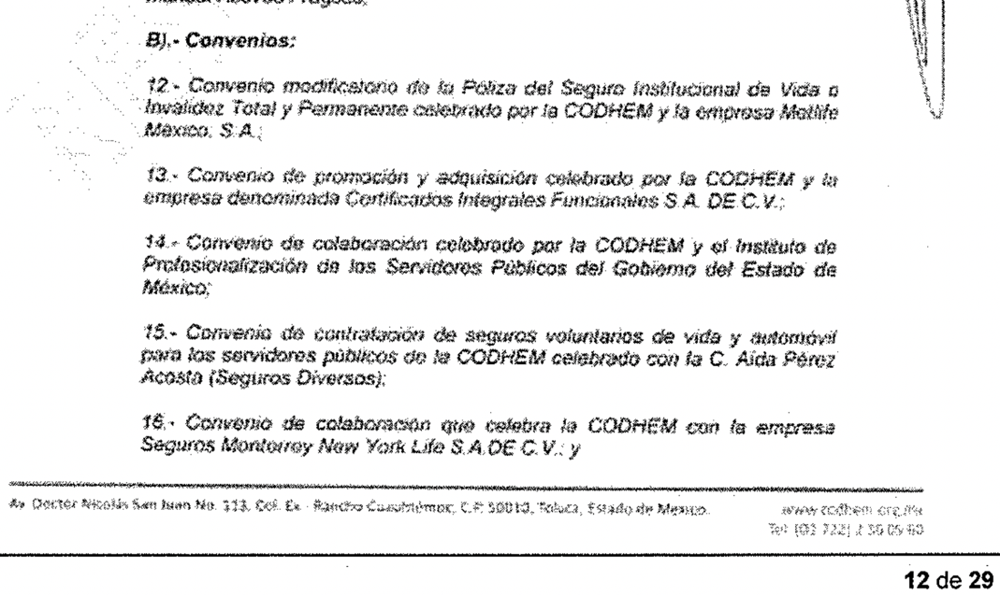 B).- Convenios:
12.- Convenio modificatorio de la Póliza del Seguro Institucional de Vida o
Invalidez Total y Permanente celebrado por la CODHEM y la empresa Metlife
México, S.A.;
13.- Convenio de promoción y adquisición celebrado por la CODHEM y la
empresa denominada Certificados Integrales Funcionales S.A. DE C.V.;
14.- Convenio de colaboración celebrado por la CODHEM y el Instituto de
Profesionalización de los Servidores Públicos del Gobierno del Estado de
México;
15.- Convenio de contratación de seguros voluntarios de vida y automóvil
para los servidores públicos de la CODHEM celebrado con la C. Aida Pérez
Acosta (Seguros Diversos);
16.- Convenio de colaboración que celebra la CODHEM con la empresa
Seguros Monterrey New York Life S.A.DE C.V.; y
Av. Doctor Nicolás San Juan No. 113, Col. Ex - Rancho Cuauhtémoc, C.P. 50010, Toluca, Estado de México.
www.codhem.org.mx
Tel: (01 722) 2 36 05 60
12 de 29